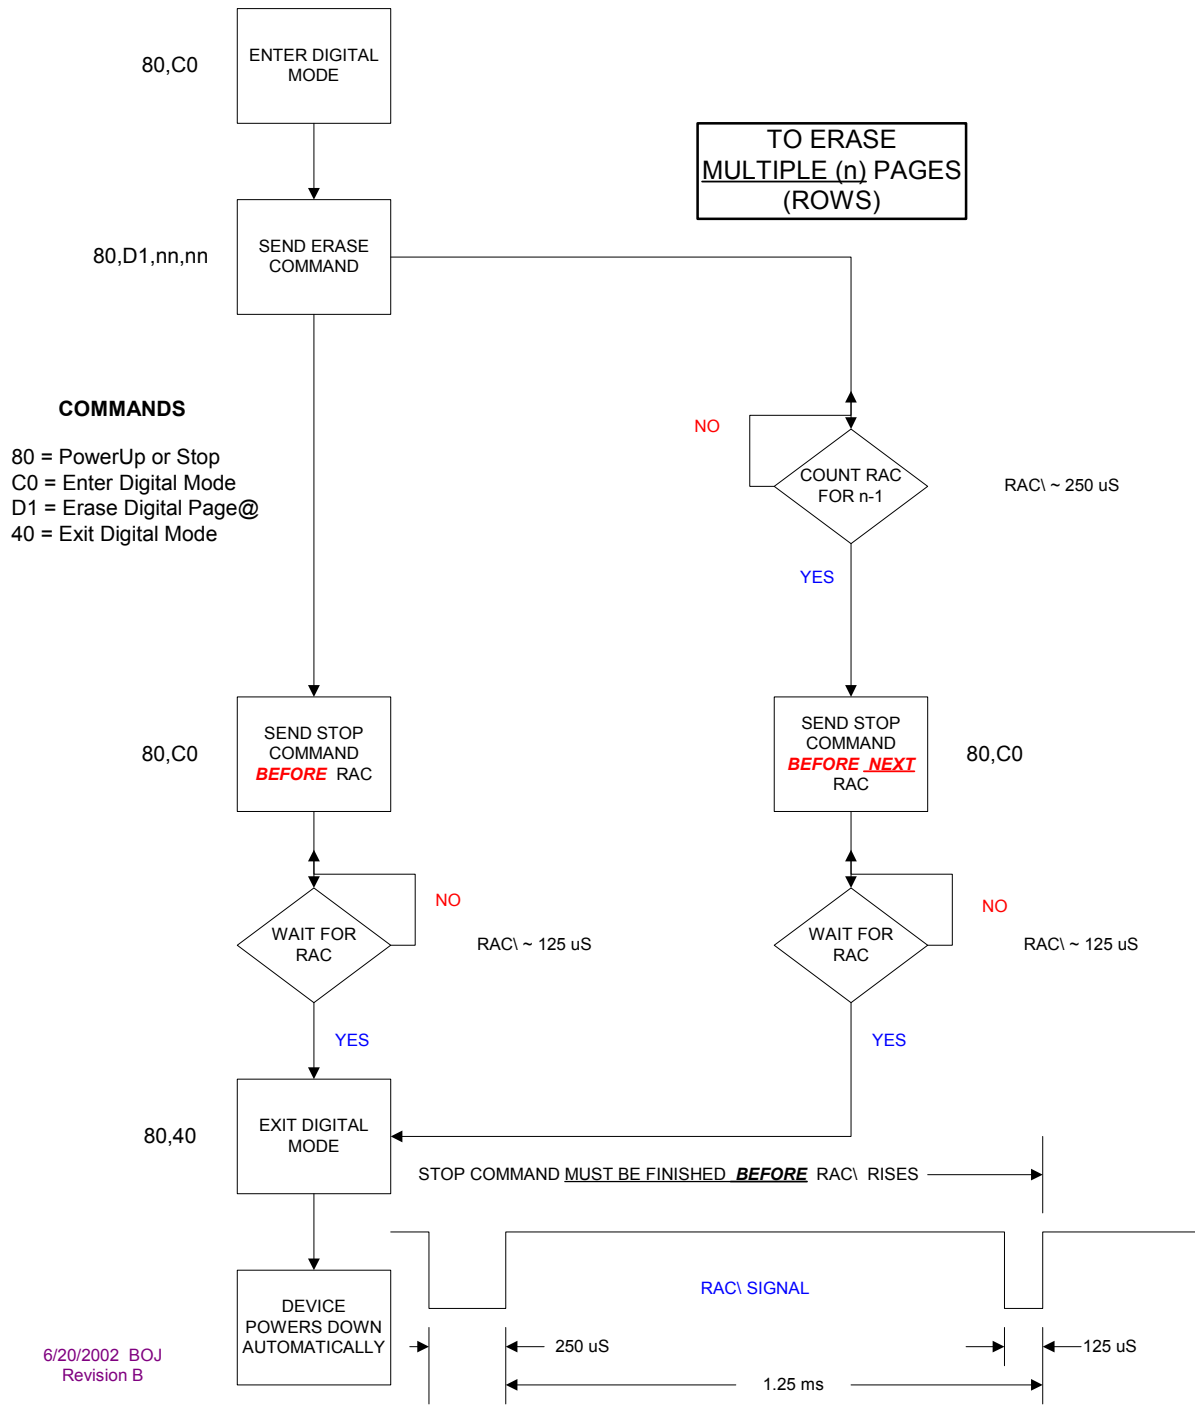 80,C0
ENTER DIGITAL
MODE
TO ERASE
MULTIPLE (n) PAGES
(ROWS)
80,D1,nn,nn
SEND ERASE
COMMAND
COMMANDS
80 = PowerUp or Stop
C0 = Enter Digital Mode
D1 = Erase Digital Page@
40 = Exit Digital Mode
NO
COUNT RAC
FOR n-1
RAC\ ~ 250 uS
YES
80,C0
SEND STOP
COMMAND
BEFORE RAC
SEND STOP
COMMAND
BEFORE NEXT
RAC
80,C0
WAIT FOR
RAC
NO
RAC\ ~ 125 uS
WAIT FOR
RAC
NO
RAC\ ~ 125 uS
YES
YES
80,40
EXIT DIGITAL
MODE
STOP COMMAND MUST BE FINISHED BEFORE RAC\ RISES
RAC\ SIGNAL
DEVICE
POWERS DOWN
AUTOMATICALLY
250 uS
125 uS
1.25 ms
6/20/2002 BOJ
Revision B